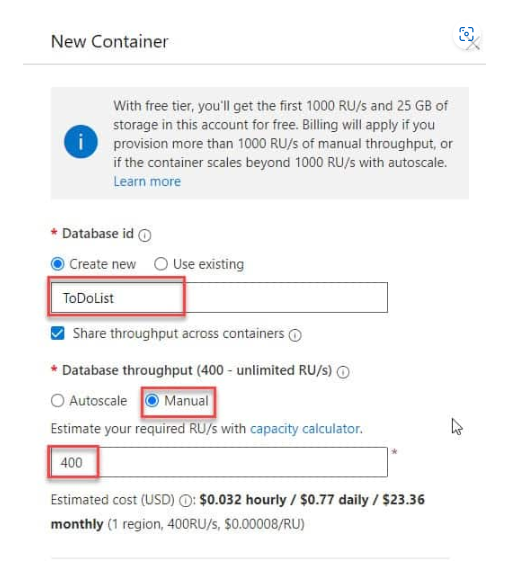 New Container
With free tier, you'll get the first 1000 RU/s and 25 GB of
storage in this account for free. Billing will apply if you
provision more than 1000 RU/s of manual throughput, or
if the container scales beyond 1000 RU/s with autoscale.
Learn more
* Database id
Create new Use existing
ToDoList
Share throughput across containers
* Database throughput (400 - unlimited RU/s)
Autoscale Manual
Estimate your required RU/s with capacity calculator.
400 *
Estimated cost (USD) : $0.032 hourly / $0.77 daily / $23.36
monthly (1 region, 400RU/s, $0.00008/RU)